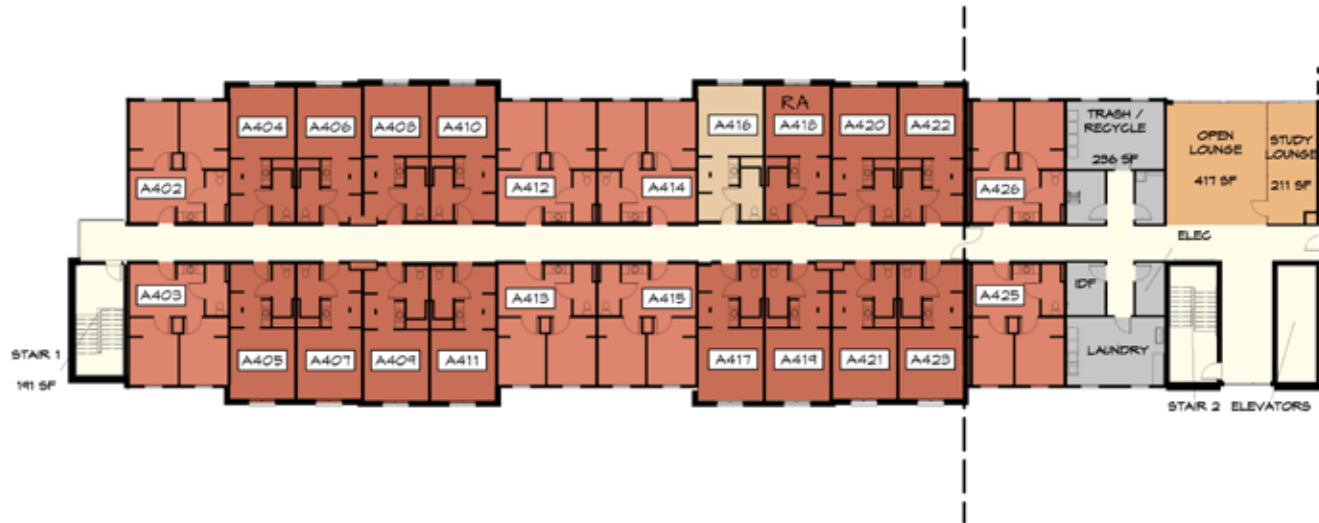 RA
A404
A406
A408
A410
A416
A418
A420
A422
TRASH /
RECYCLE
236 SF
OPEN
LOUNGE
417 SF
STUDY
LOUNGE
211 SF
A402
A412
A414
A426
ELEC
A403
A413
A415
A425
IDF
STAIR 1
191 SF
A405
A407
A409
A411
A417
A419
A421
A423
LAUNDRY
STAIR 2
ELEVATORS